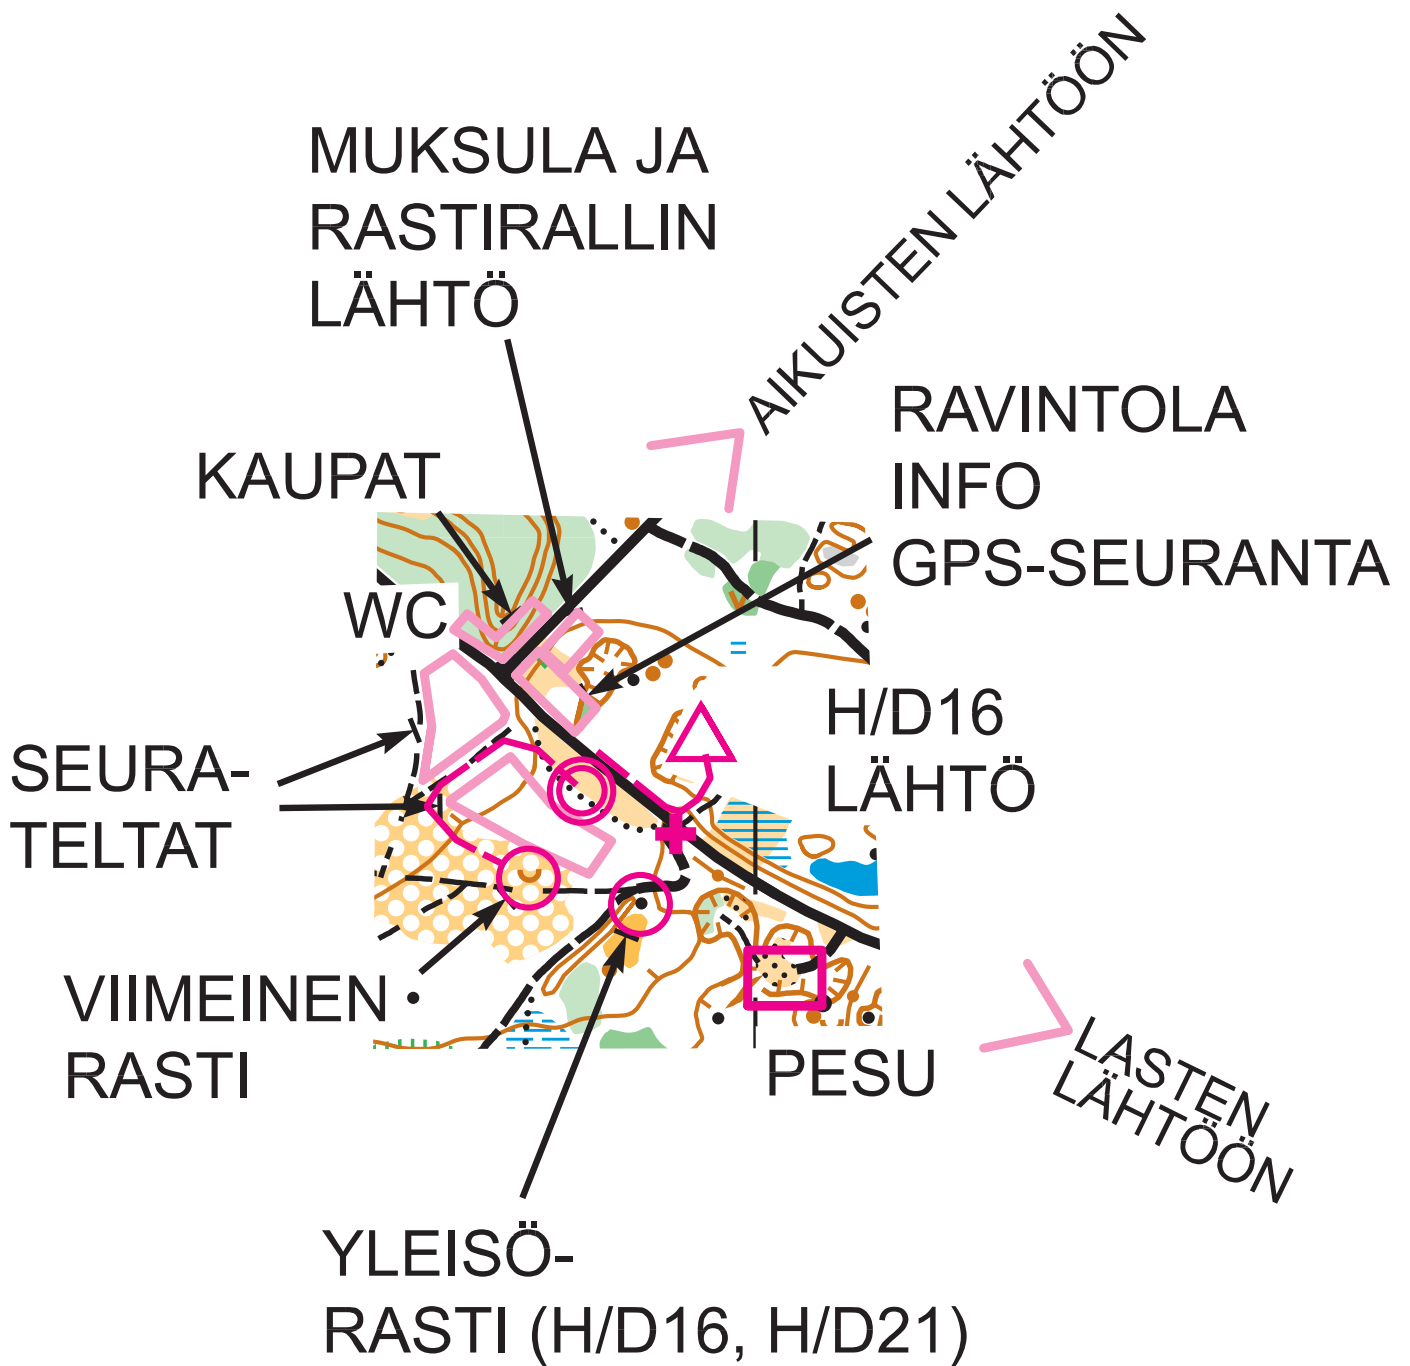 MUKSULA JA
RASTIRALLIN
LÄHTÖ
AIKUISTEN LÄHTÖÖN
KAUPAT
RAVINTOLA
INFO
GPS-SEURANTA
WC
H/D16
LÄHTÖ
SEURA-
TELTAT
VIIMEINEN
RASTI
PESU
LASTEN
LÄHTÖÖN
YLEISÖ-
RASTI (H/D16, H/D21)